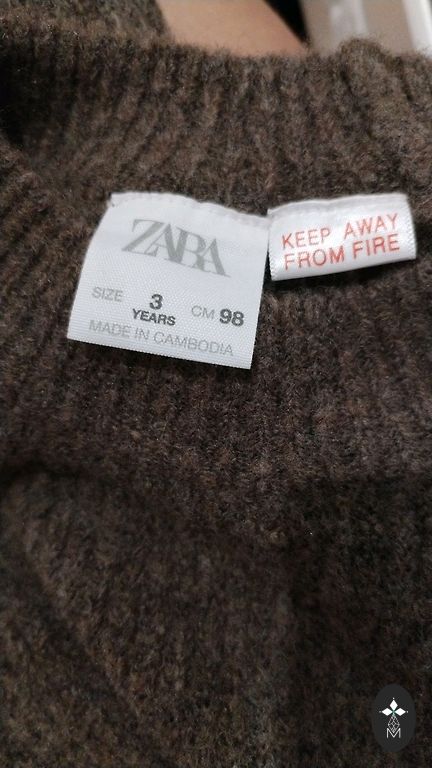 ZARA
SIZE 3 YEARS CM 98
MADE IN CAMBODIA
KEEP AWAY
FROM FIRE
M